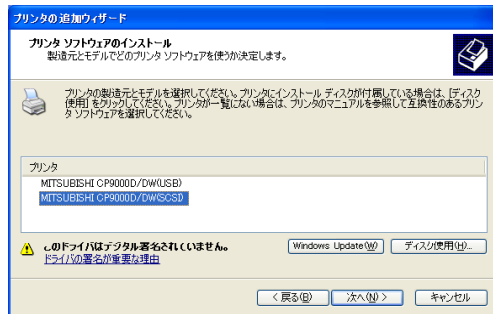 プリンタの追加ウィザード
プリンタ ソフトウェアのインストール
製造元とモデルでどのプリンタ ソフトウェアを使うか決定します。
プリンタの製造元とモデルを選択してください。プリンタにインストール ディスクが付属している場合は、[ディスク
使用] をクリックしてください。プリンタが一覧にない場合は、プリンタのマニュアルを参照して互換性のあるプリン
タ ソフトウェアを選択してください。
プリンタ
MITSUBISHI CP9000D/DW(USB)
MITSUBISHI CP9000D/DW(SCSI)
このドライバはデジタル署名されていません。
ドライバの署名が重要な理由
Windows Update(W)
ディスク使用(H)...
< 戻る(B)
次へ(N) >
キャンセル